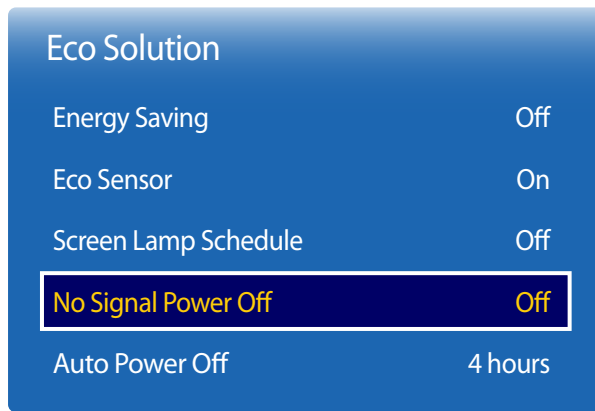 Eco Solution
Energy Saving Off
Eco Sensor On
Screen Lamp Schedule Off
No Signal Power Off Off
Auto Power Off 4 hours